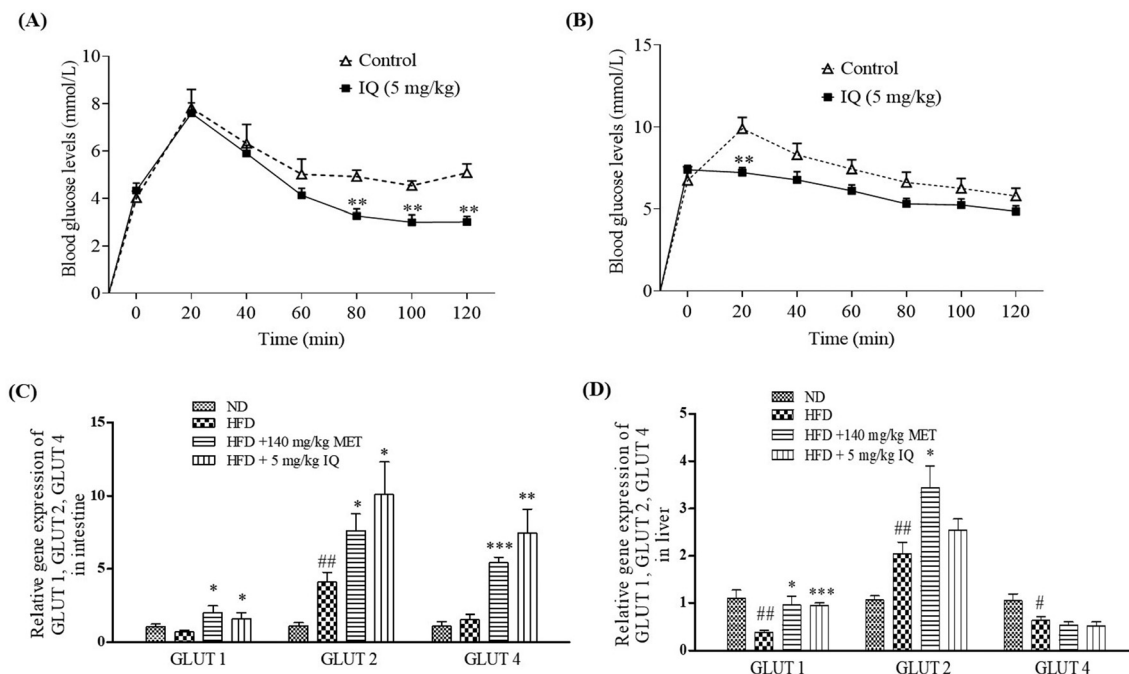 (A)
Blood glucose levels (mmol/L)
10
8
6
4
2
0
Control
IQ (5 mg/kg)
**
**
**
0 20 40 60 80 100 120
Time (min)
(B)
Blood glucose levels (mmol/L)
15
10
5
0
Control
IQ (5 mg/kg)
**
0 20 40 60 80 100 120
Time (min)
(C)
ND
HFD
HFD +140 mg/kg MET
HFD + 5 mg/kg IQ
Relative gene expression of
GLUT 1, GLUT 2, GLUT 4
in intestine
15
10
5
0
*
*
##
*
*
***
**
GLUT 1 GLUT 2 GLUT 4
(D)
ND
HFD
HFD +140 mg/kg MET
HFD + 5 mg/kg IQ
Relative gene expression of
GLUT 1, GLUT 2, GLUT 4
in liver
5
4
3
2
1
0
##
*
***
##
*
#
GLUT 1 GLUT 2 GLUT 4